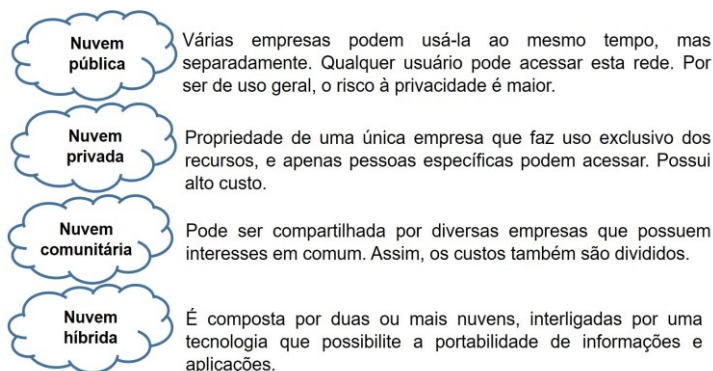 Nuvem
pública
Várias empresas podem usá-la ao mesmo tempo, mas
separadamente. Qualquer usuário pode acessar esta rede. Por
ser de uso geral, o risco à privacidade é maior.
Nuvem
privada
Propriedade de uma única empresa que faz uso exclusivo dos
recursos, e apenas pessoas específicas podem acessar. Possui
alto custo.
Nuvem
comunitária
Pode ser compartilhada por diversas empresas que possuem
interesses em comum. Assim, os custos também são divididos.
Nuvem
híbrida
É composta por duas ou mais nuvens, interligadas por uma
tecnologia que possibilite a portabilidade de informações e
aplicações.